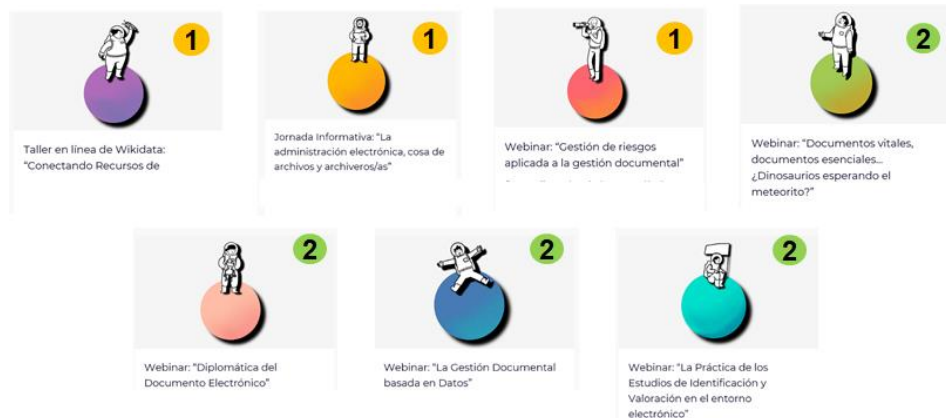 1
Taller en línea de Wikidata:
“Conectando Recursos de
1
Jornada Informativa: “La
administración electrónica, cosa de
archivos y archiveros/as”
1
Webinar: “Gestión de riesgos
aplicada a la gestión documental”
2
Webinar: “Documentos vitales,
documentos esenciales...
¿Dinosaurios esperando el
meteorito?”
2
Webinar: “Diplomática del
Documento Electrónico”
2
Webinar: “La Gestión Documental
basada en Datos”
2
Webinar: “La Práctica de los
Estudios de Identificación y
Valoración en el entorno
electrónico”